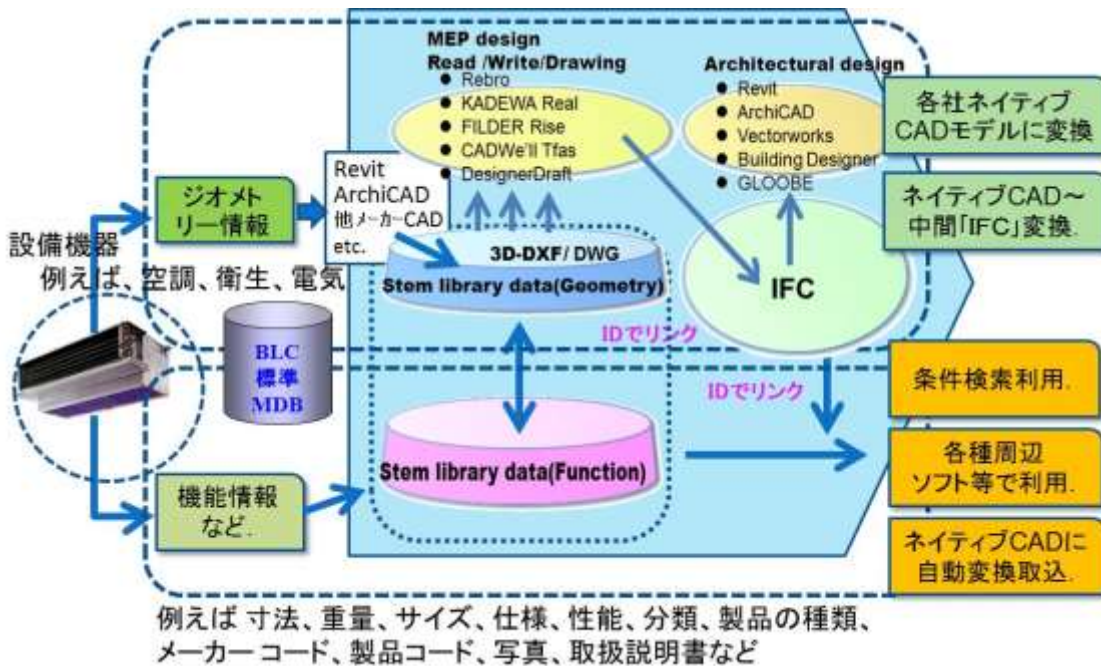 MEP design
Read /Write/Drawing
● Rebro
● KADEWA Real
● FILDER Rise
● CADWe'll Tfas
● DesignerDraft
Architectural design
● Revit
● ArchiCAD
● Vectorworks
● Building Designer
● GLOOBE
各社ネイティブ
CADモデルに変換
ネイティブCAD～
中間「IFC」変換.
Revit
ArchiCAD
他メーカーCAD
etc.
ジオメト
リー情報
設備機器
例えば、空調、衛生、電気
3D-DXF/ DWG
Stem library data(Geometry)
IFC
IDでリンク
BLC
標準
MDB
IDでリンク
条件検索利用.
Stem library data(Function)
各種周辺
ソフト等で利用.
機能情報
など.
ネイティブCADに
自動変換取込.
例えば 寸法、重量、サイズ、仕様、性能、分類、製品の種類、
メーカーコード、製品コード、写真、取扱説明書など